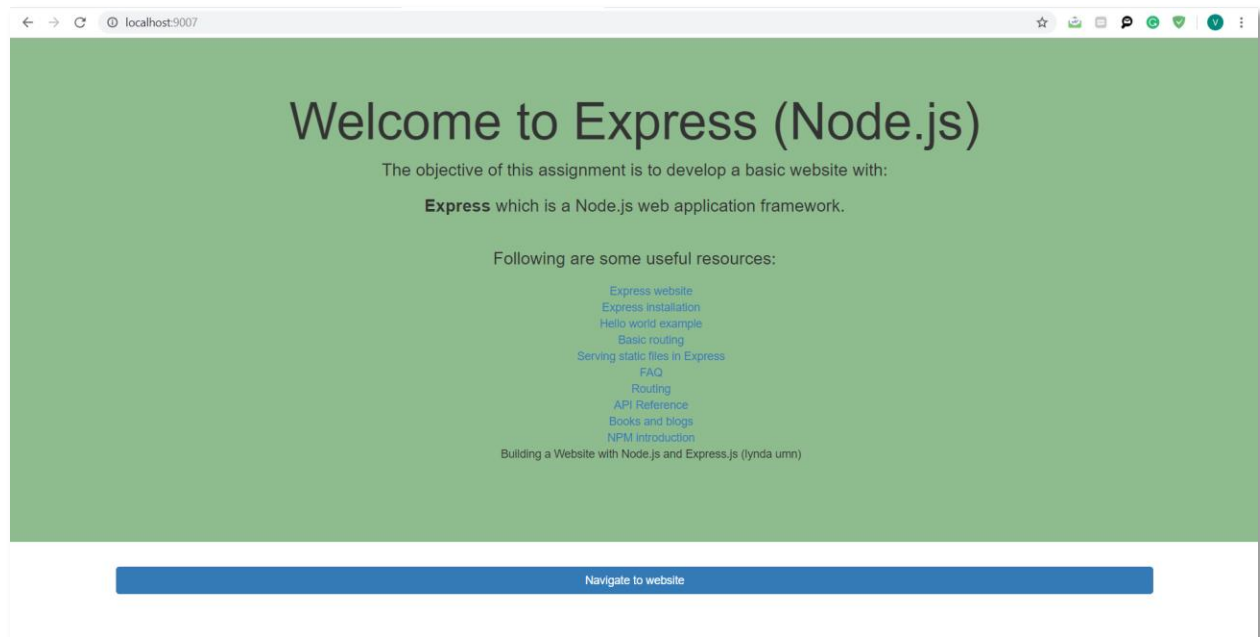 localhost:9007
V
Welcome to Express (Node.js)
The objective of this assignment is to develop a basic website with:
Express which is a Node.js web application framework.
Following are some useful resources:
Express website
Express installation
Hello world example
Basic routing
Serving static files in Express
FAQ
Routing
API Reference
Books and blogs
NPM introduction
Building a Website with Node.js and Express.js (lynda umn)
Navigate to website